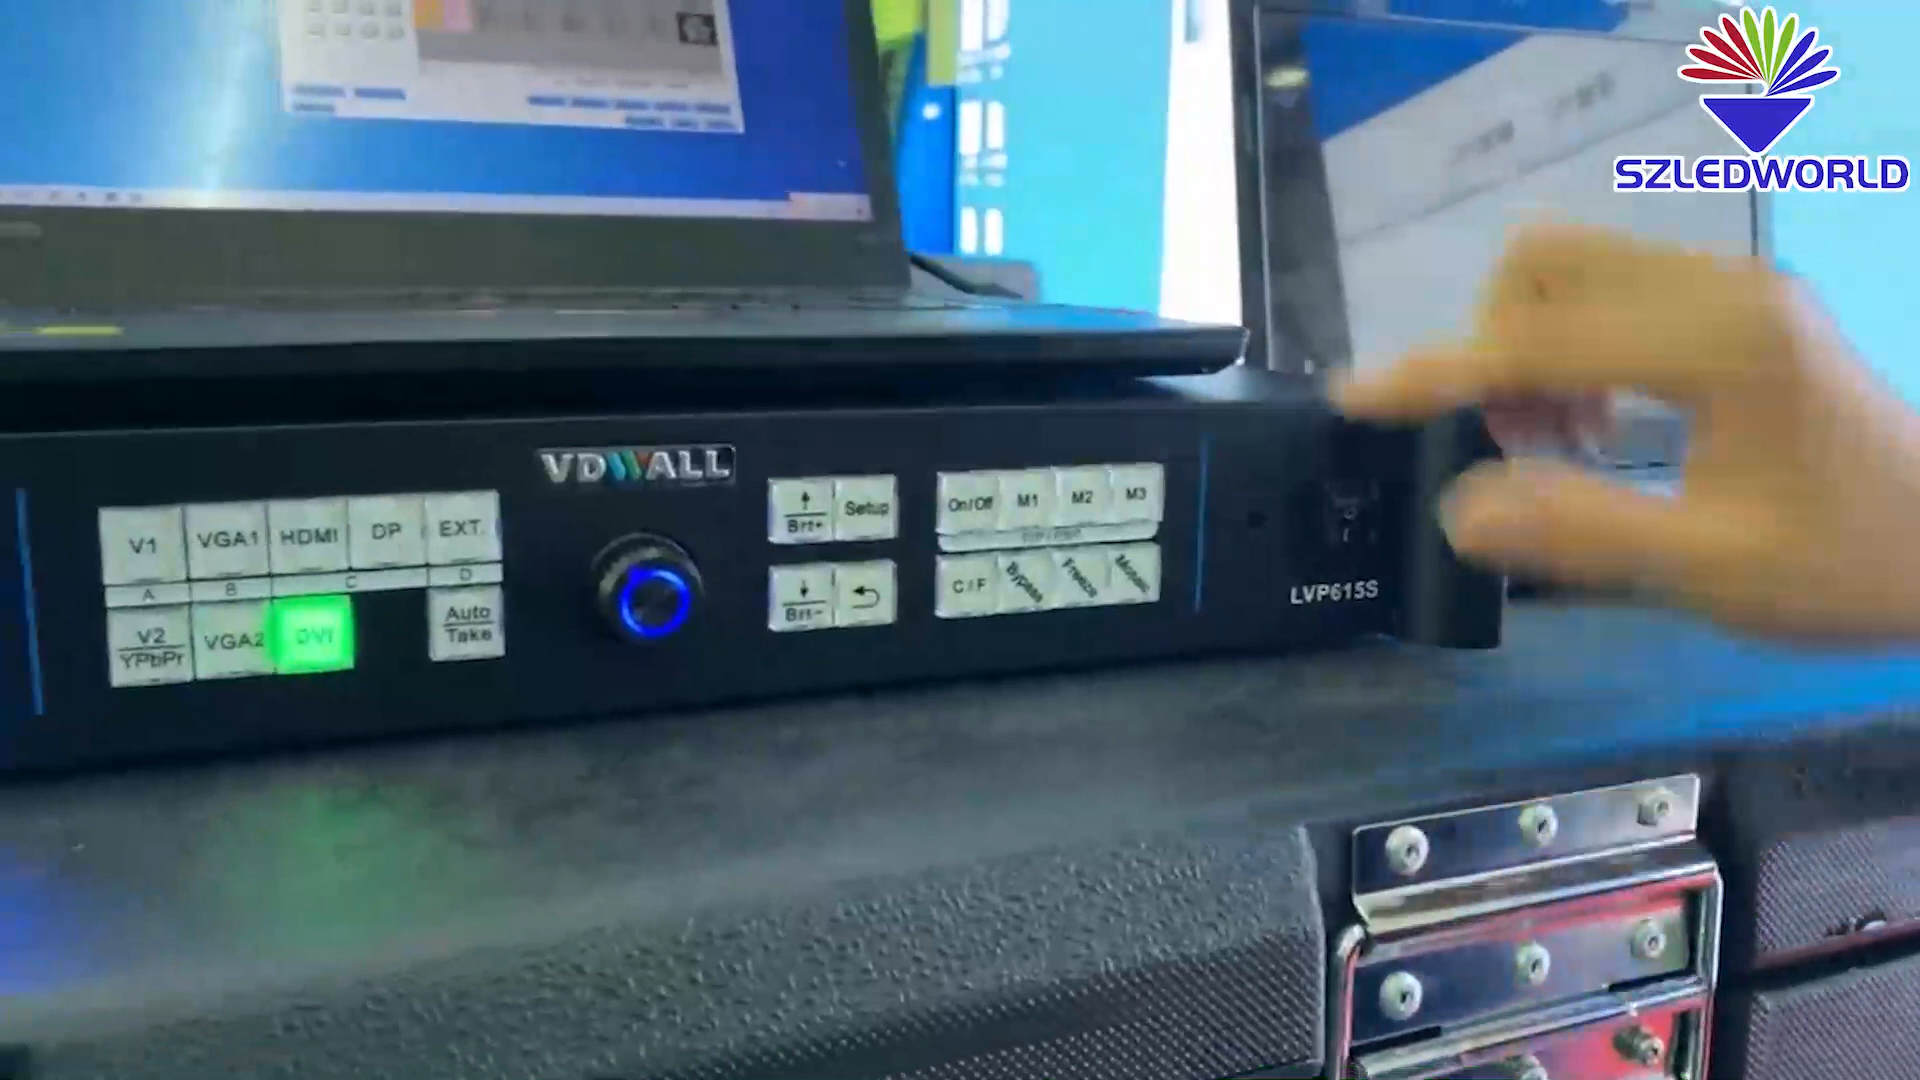 SZLEDWORLD
VDWALL
V1 VGA1 HDMI DP EXT.
A B C D
V2
YPbPr VGA2 DVI Auto
Take
↑
Brt+ Setup
↓
Brt-
On/Off M1 M2 M3
C/F Bypass Freeze Mosaic
LVP615S